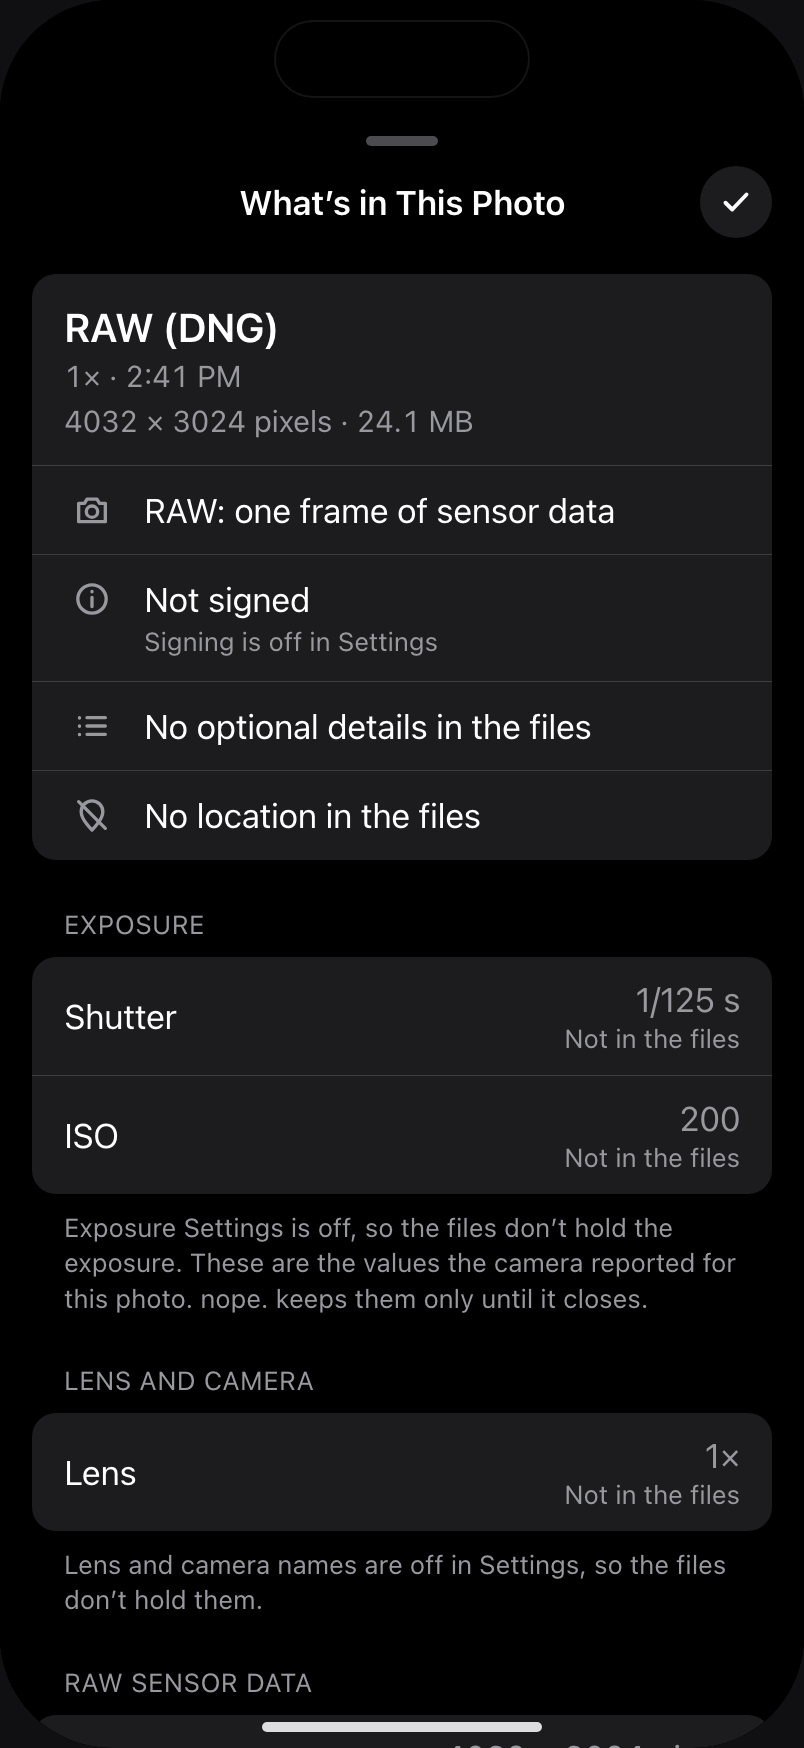 What's in This Photo
RAW (DNG)
1× · 2:41 PM
4032 × 3024 pixels · 24.1 MB
RAW: one frame of sensor data
Not signed
Signing is off in Settings
No optional details in the files
No location in the files
EXPOSURE
Shutter
1/125 s
Not in the files
ISO
200
Not in the files
Exposure Settings is off, so the files don't hold the
exposure. These are the values the camera reported for
this photo. nope. keeps them only until it closes.
LENS AND CAMERA
Lens
1×
Not in the files
Lens and camera names are off in Settings, so the files
don't hold them.
RAW SENSOR DATA